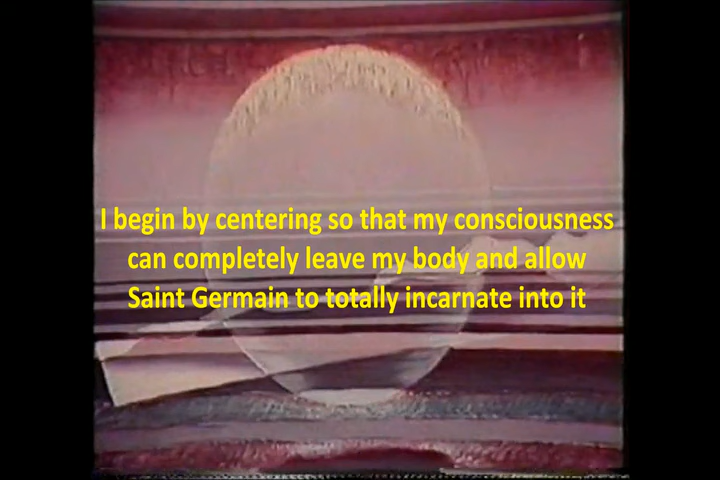 I begin by centering so that my consciousness
can completely leave my body and allow
Saint Germain to totally incarnate into it